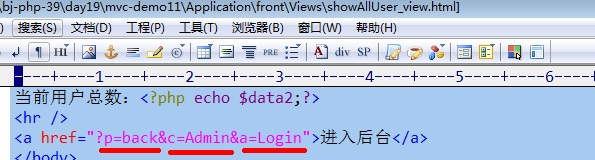 \bj-php-39\day19\mvc-demo11\Application\front\Views\showAllUser_view.html]
搜索(S) 文档(D) 工程(P) 工具(T) 浏览器(B) 窗口(W) 帮助(H)
¶ HI B I BR NB DIV SP
----+----1----+----2----+----3----+----4----+----5----+----6--
当前用户总数：<?php echo $data2;?>
<hr />
<a href="?p=back&c=Admin&a=Login">进入后台</a>
</body>